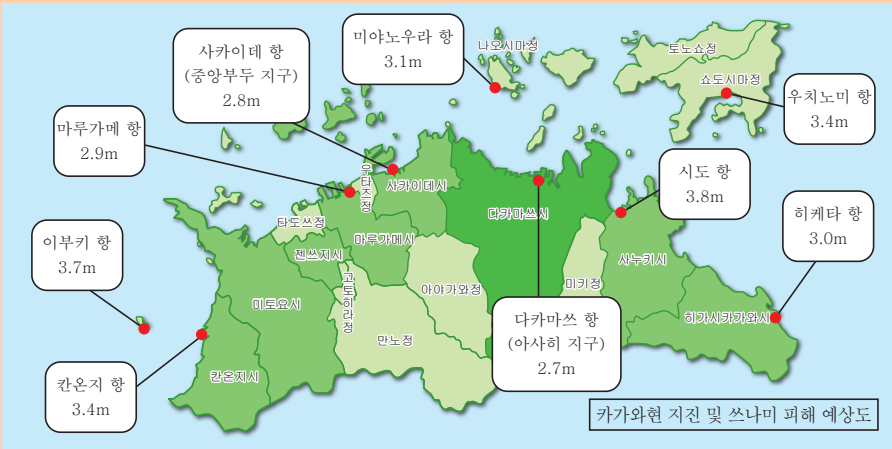 사카이데 항
(중앙부두 지구)
2.8m
미야노우라 항
3.1m
나오시마정
토노쇼정
쇼도시마정
우치노미 항
3.4m
마루가메 항
2.9m
우타즈정
사카이데시
다카마쓰시
시도 항
3.8m
히케타 항
3.0m
이부키 항
3.7m
타도쓰정
마루가메시
젠쓰지시
고토히라정
아야가와정
미키정
사누키시
미토요시
만노정
히가시카가와시
다카마쓰 항
(아사히 지구)
2.7m
칸온지시
칸온지 항
3.4m
카가와현 지진 및 쓰나미 피해 예상도